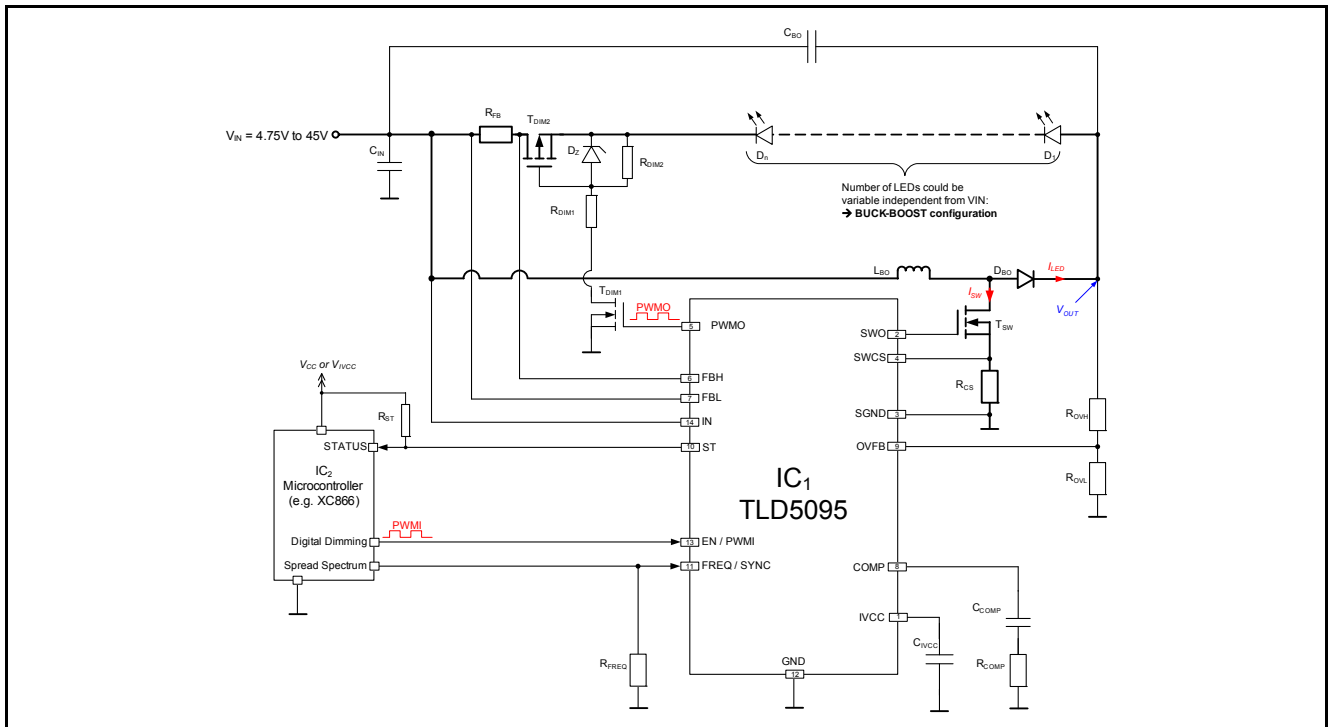 CBO
RFB
TDIM2
VIN = 4.75V to 45V
CIN
DZ
RDIM2
Dn
D1
Number of LEDs could be
variable independent from VIN:
→ BUCK-BOOST configuration
RDIM1
LBO
DBO
ILED
ISW
VOUT
TDIM1
PWMO
5
PWMO
SWO
2
TSW
SWCS
4
VCC or VIVCC
6
FBH
RCS
7
FBL
RST
14
IN
SGND
3
ROVH
STATUS
10
ST
OVFB
9
IC2
Microcontroller
(e.g. XC866)
IC1
TLD5095
ROVL
PWMI
Digital Dimming
13
EN / PWMI
Spread Spectrum
11
FREQ / SYNC
COMP
8
CCOMP
IVCC
1
CIVCC
RCOMP
RFREQ
GND
12